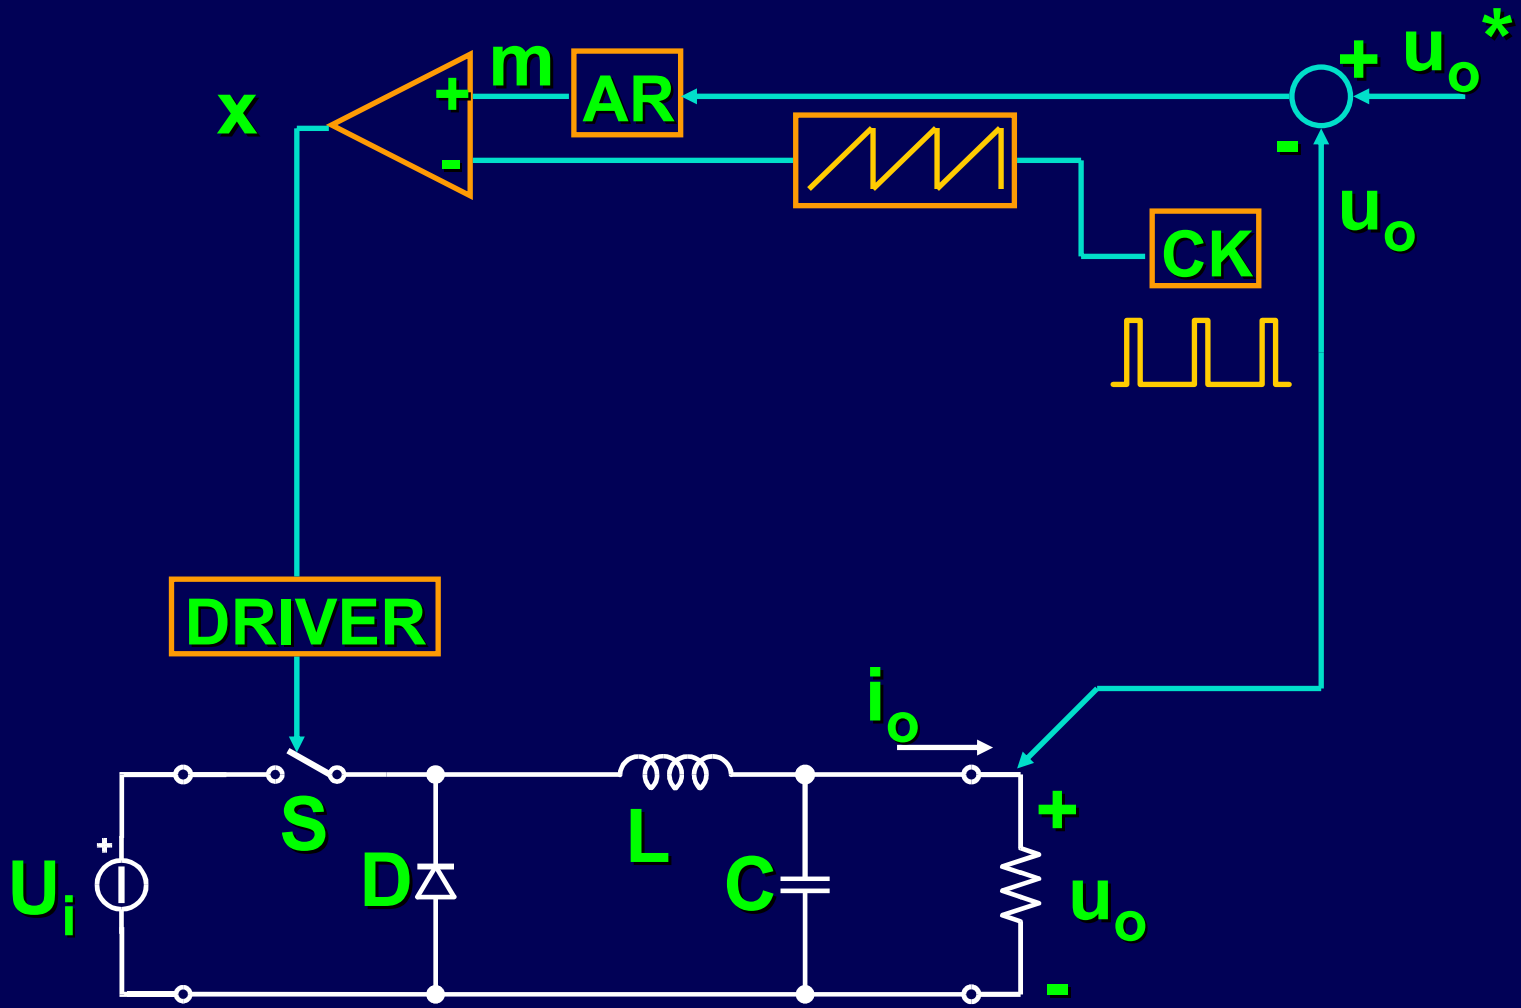 x
+
m
AR
+
uo*
-
-
uo
CK
DRIVER
io
S
+
L
+
Ui
D
C
uo
-